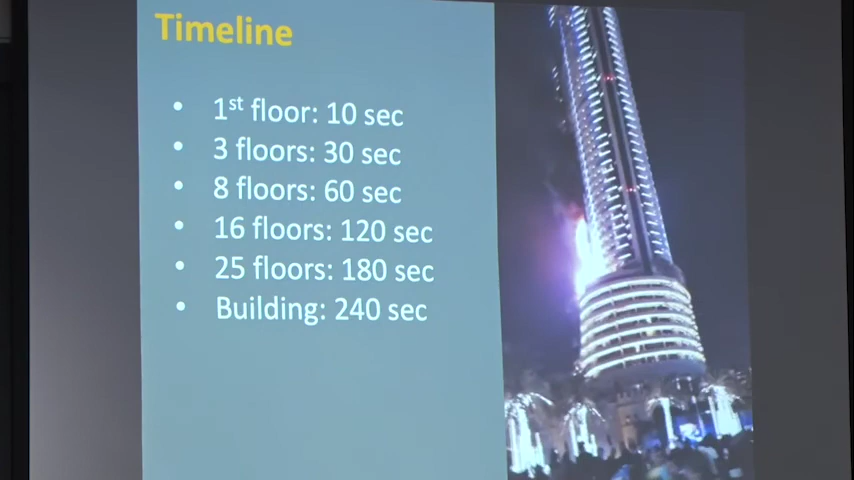 Timeline
• 1st floor: 10 sec
• 3 floors: 30 sec
• 8 floors: 60 sec
• 16 floors: 120 sec
• 25 floors: 180 sec
• Building: 240 sec